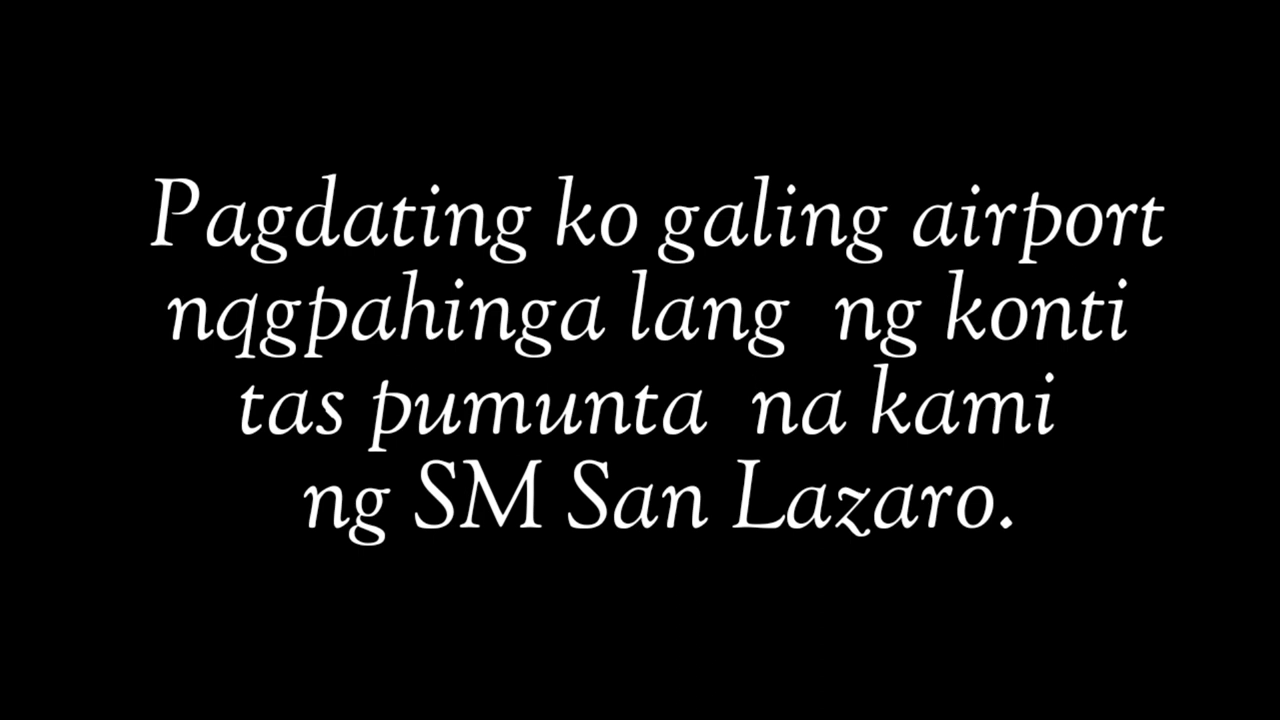 Pagdating ko galing airport
nqgpahinga lang  ng konti
tas pumunta  na kami
ng SM San Lazaro.